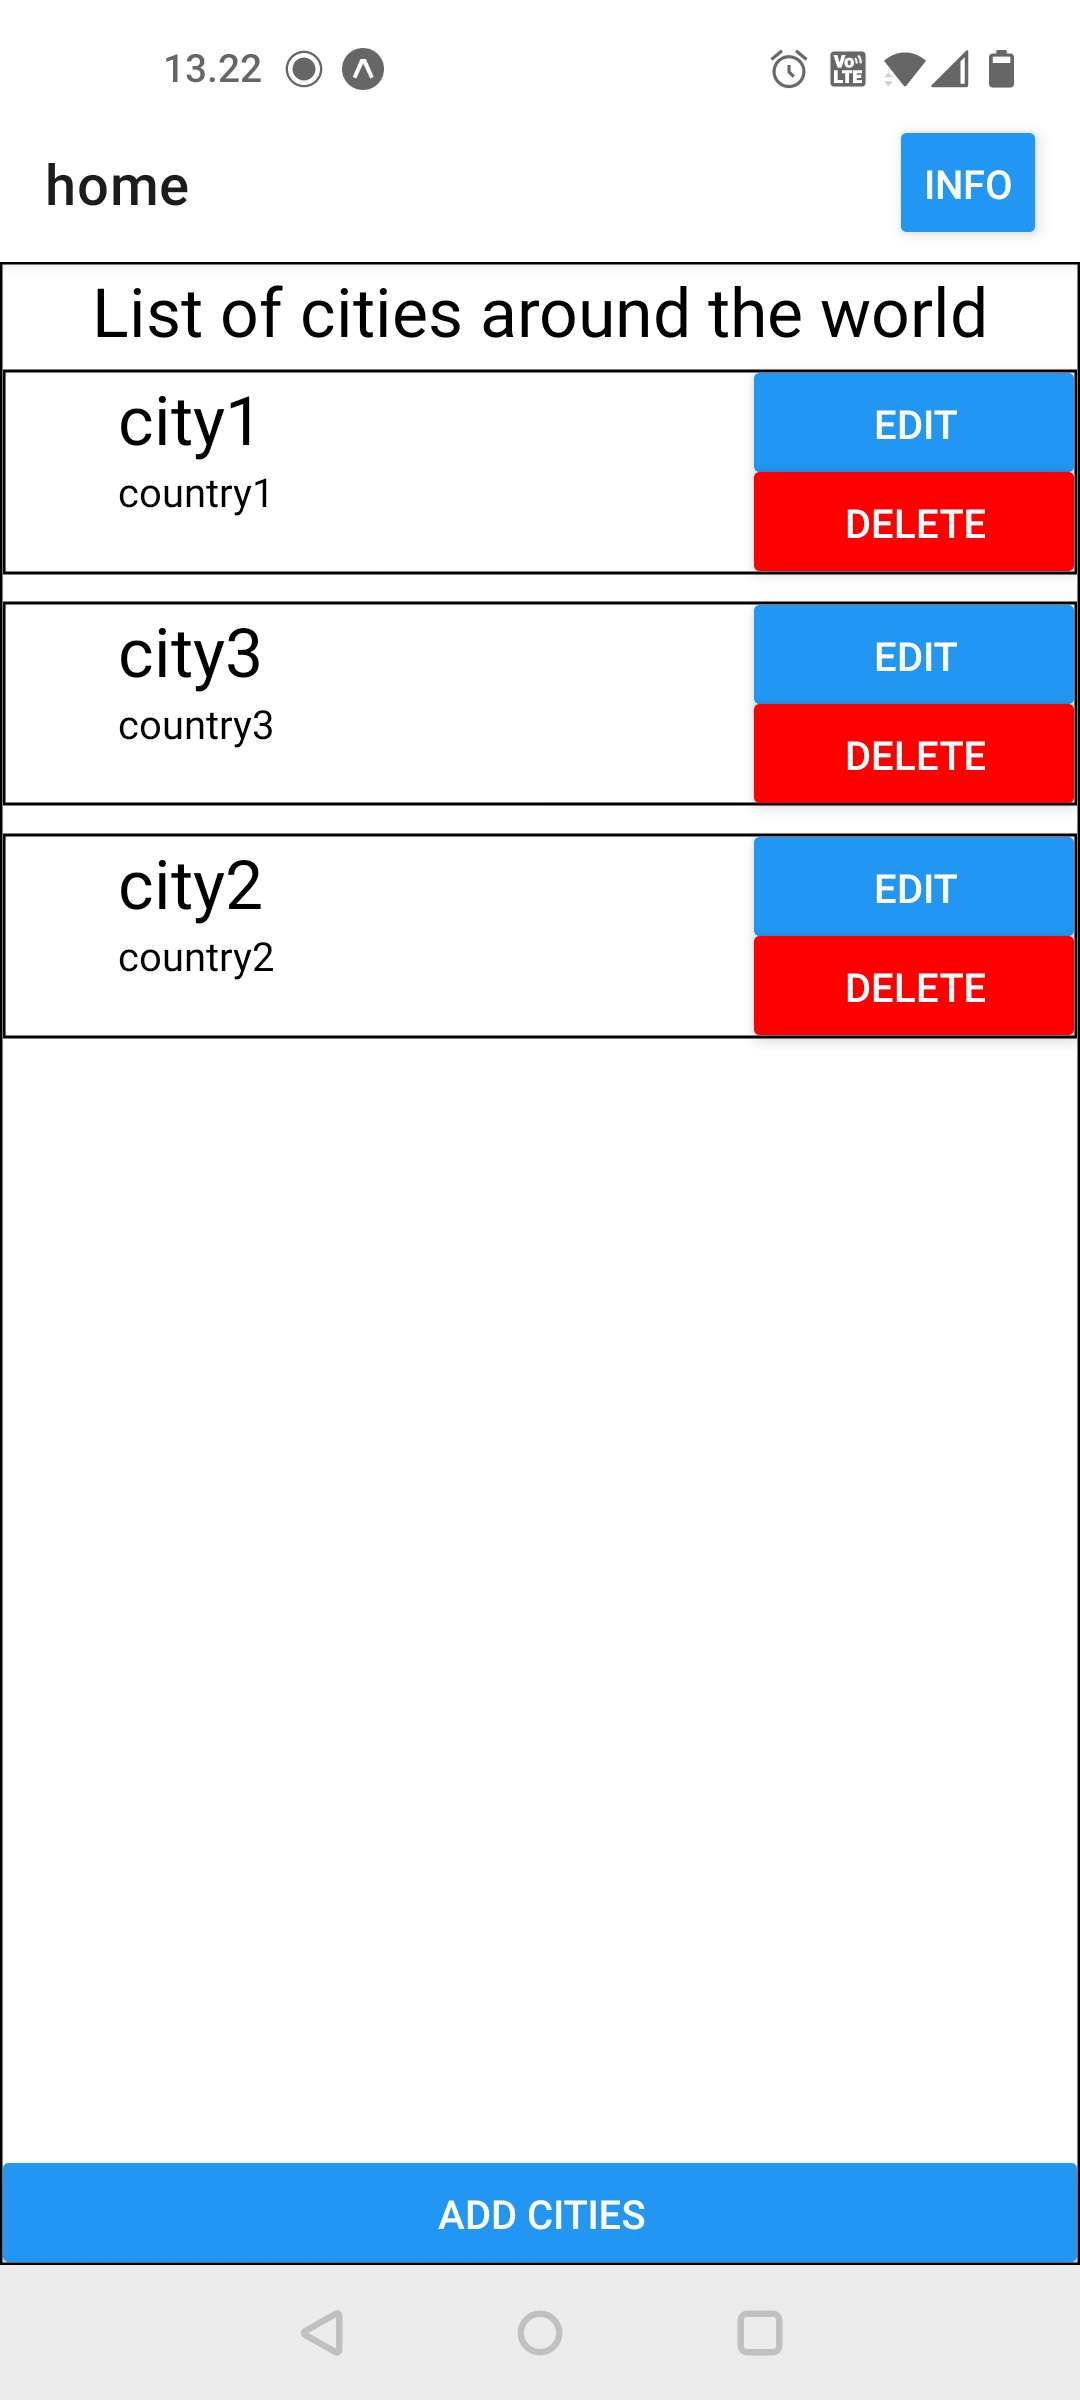 13.22 Vo LTE
home INFO
List of cities around the world
city1
country1
EDIT
DELETE
city3
country3
EDIT
DELETE
city2
country2
EDIT
DELETE
ADD CITIES